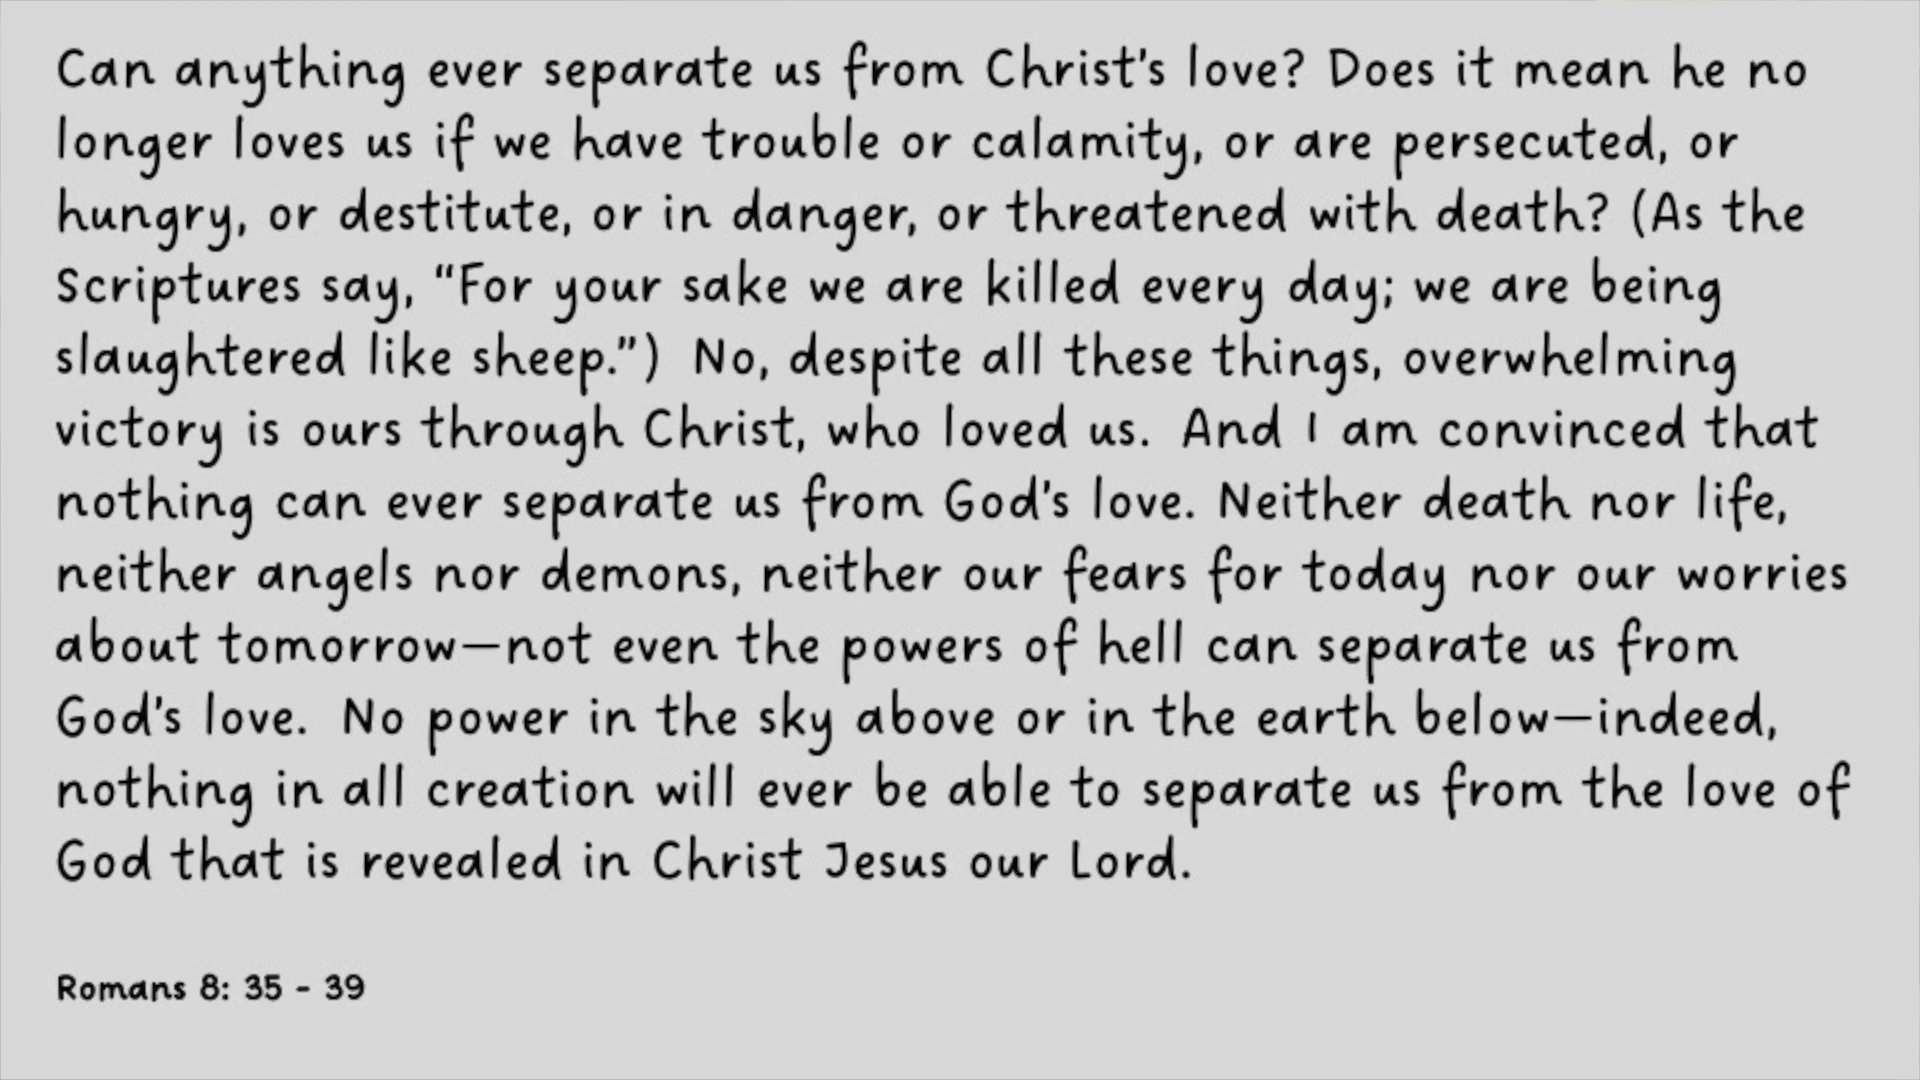 Can anything ever separate us from Christ's love? Does it mean he no
longer loves us if we have trouble or calamity, or are persecuted, or
hungry, or destitute, or in danger, or threatened with death? (As the
Scriptures say, “For your sake we are killed every day; we are being
slaughtered like sheep.”) No, despite all these things, overwhelming
victory is ours through Christ, who loved us. And I am convinced that
nothing can ever separate us from God's love. Neither death nor life,
neither angels nor demons, neither our fears for today nor our worries
about tomorrow—not even the powers of hell can separate us from
God's love. No power in the sky above or in the earth below—indeed,
nothing in all creation will ever be able to separate us from the love of
God that is revealed in Christ Jesus our Lord.
Romans 8: 35 - 39